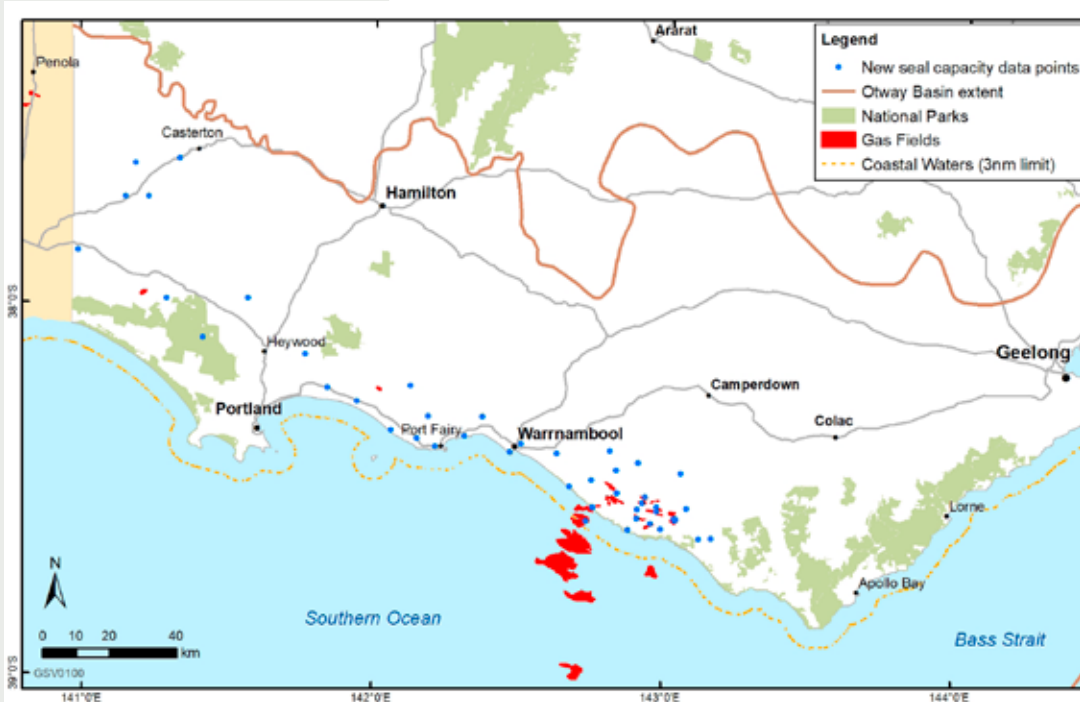 Legend
New seal capacity data points
Otway Basin extent
National Parks
Gas Fields
Coastal Waters (3nm limit)
Ararat
Penola
Casterton
Hamilton
38°0'S
Heywood
Geelong
Camperdown
Portland
Colac
Port Fairy
Warrnambool
Lorne
Apollo Bay
N
Southern Ocean
Bass Strait
0 10 20 40
km
GSV0100
39°0'S
141°0'E 142°0'E 143°0'E 144°0'E